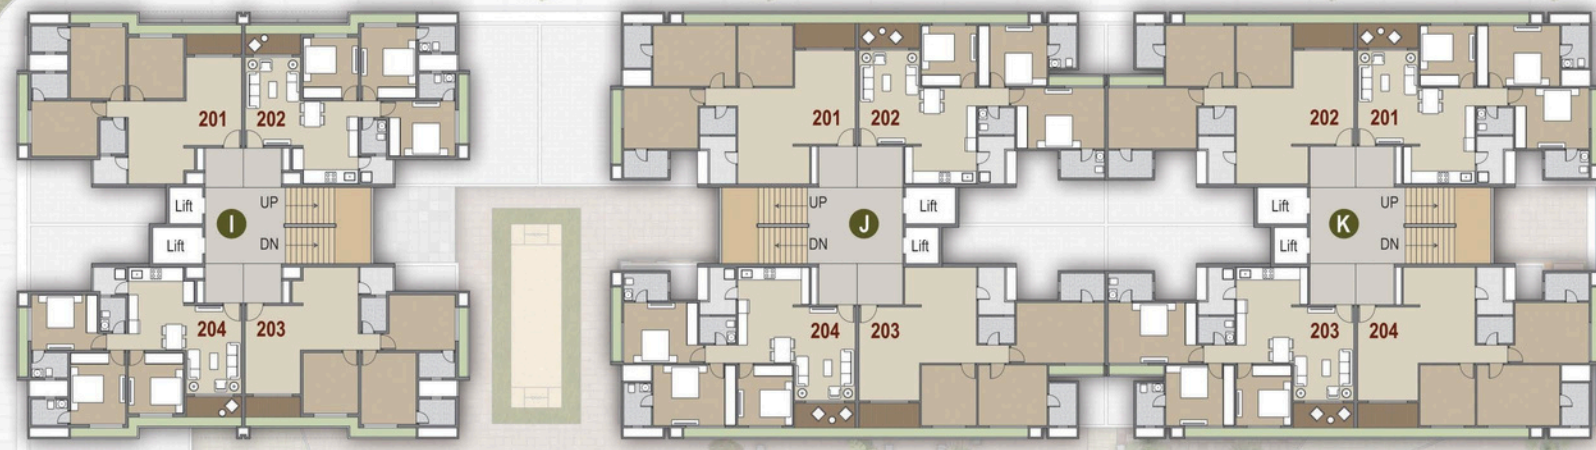 201 202
Lift UP
I
Lift DN
204 203
201 202
UP Lift
J
DN Lift
204 203
202 201
Lift UP
K
Lift DN
203 204